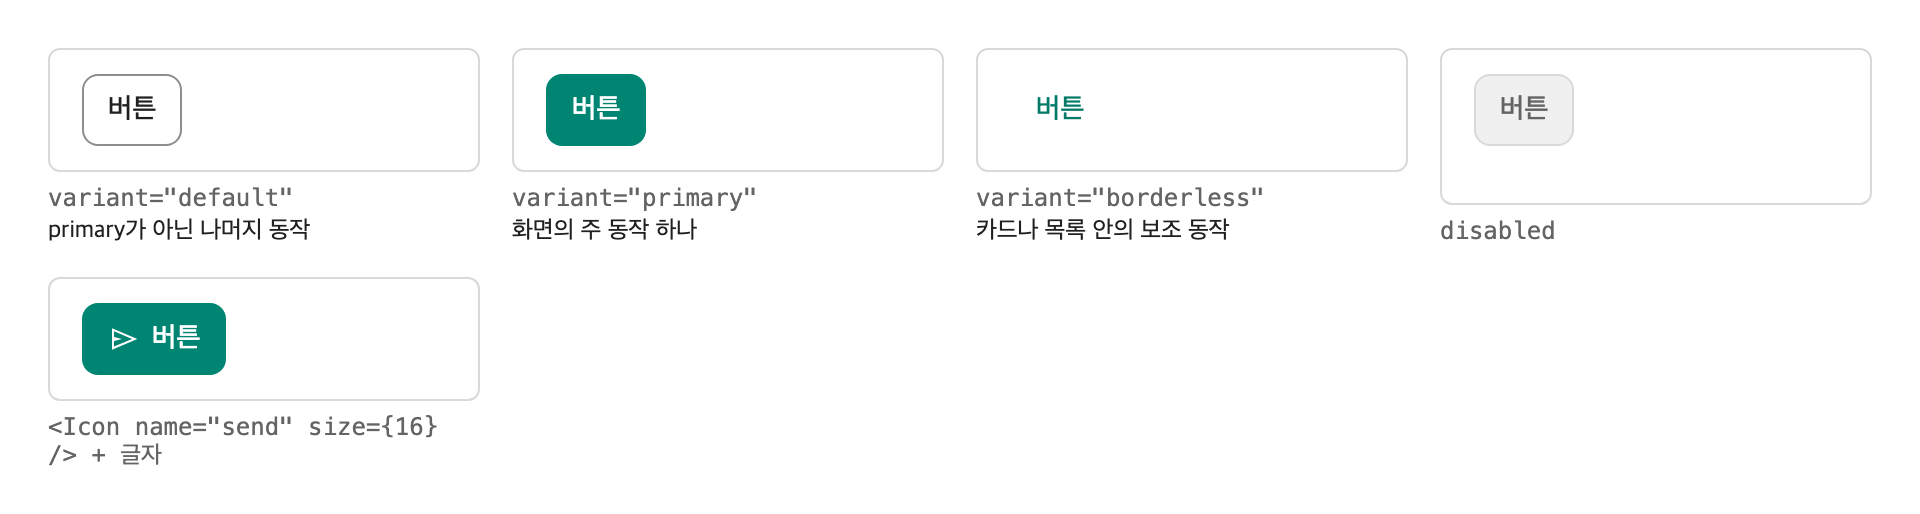 버튼
variant="default"
primary가 아닌 나머지 동작
버튼
variant="primary"
화면의 주 동작 하나
버튼
variant="borderless"
카드나 목록 안의 보조 동작
버튼
disabled
버튼
<Icon name="send" size={16}
/> + 글자